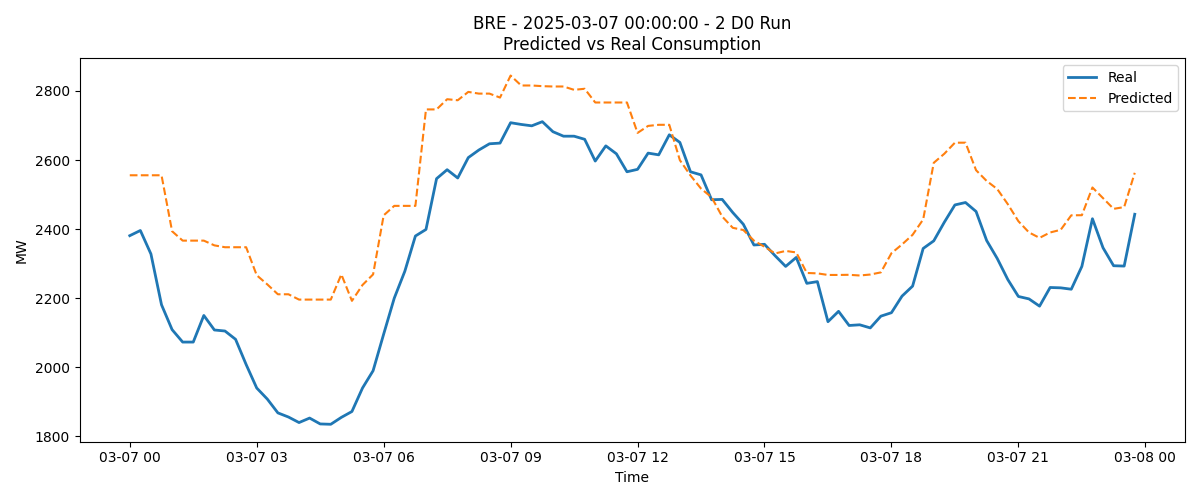 BRE - 2025-03-07 00:00:00 - 2 D0 Run
Predicted vs Real Consumption
Real
Predicted
MW
2800
2600
2400
2200
2000
1800
03-07 00
03-07 03
03-07 06
03-07 09
03-07 12
03-07 15
03-07 18
03-07 21
03-08 00
Time